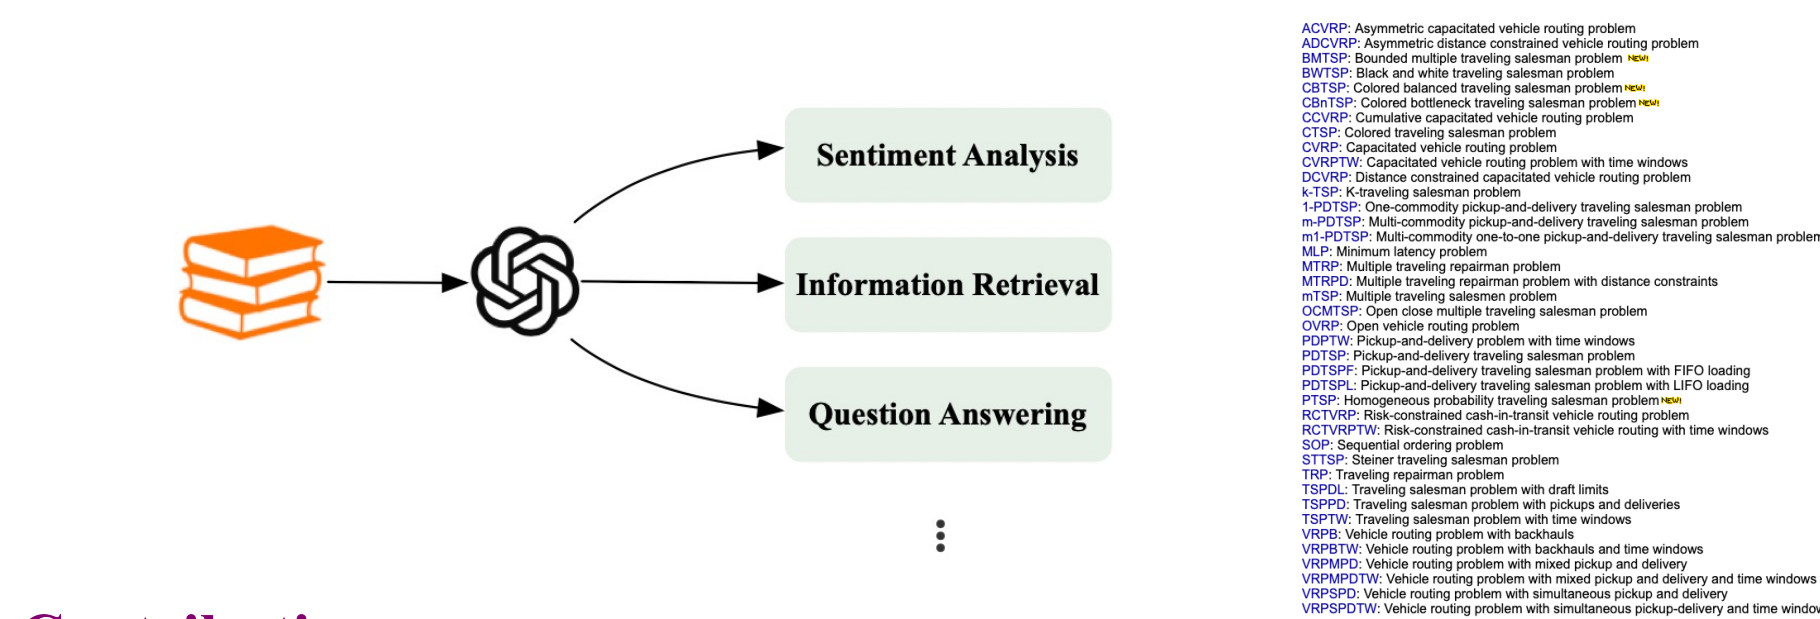 Sentiment Analysis
Information Retrieval
Question Answering
ACVRP: Asymmetric capacitated vehicle routing problem
ADCVRP: Asymmetric distance constrained vehicle routing problem
BMTSP: Bounded multiple traveling salesman problem NEW!
BWTSP: Black and white traveling salesman problem
CBTSP: Colored balanced traveling salesman problem NEW!
CBnTSP: Colored bottleneck traveling salesman problem NEW!
CCVRP: Cumulative capacitated vehicle routing problem
CTSP: Colored traveling salesman problem
CVRP: Capacitated vehicle routing problem
CVRPTW: Capacitated vehicle routing problem with time windows
DCVRP: Distance constrained capacitated vehicle routing problem
k-TSP: K-traveling salesman problem
1-PDTSP: One-commodity pickup-and-delivery traveling salesman problem
m-PDTSP: Multi-commodity pickup-and-delivery traveling salesman problem
m1-PDTSP: Multi-commodity one-to-one pickup-and-delivery traveling salesman problem
MLP: Minimum latency problem
MTRP: Multiple traveling repairman problem
MTRPD: Multiple traveling repairman problem with distance constraints
mTSP: Multiple traveling salesmen problem
OCMTSP: Open close multiple traveling salesman problem
OVRP: Open vehicle routing problem
PDPTW: Pickup-and-delivery problem with time windows
PDTSP: Pickup-and-delivery traveling salesman problem
PDTSPF: Pickup-and-delivery traveling salesman problem with FIFO loading
PDTSPL: Pickup-and-delivery traveling salesman problem with LIFO loading
PTSP: Homogeneous probability traveling salesman problem NEW!
RCTVRP: Risk-constrained cash-in-transit vehicle routing problem
RCTVRPTW: Risk-constrained cash-in-transit vehicle routing with time windows
SOP: Sequential ordering problem
STTSP: Steiner traveling salesman problem
TRP: Traveling repairman problem
TSPDL: Traveling salesman problem with draft limits
TSPPD: Traveling salesman problem with pickups and deliveries
TSPTW: Traveling salesman problem with time windows
VRPB: Vehicle routing problem with backhauls
VRPBTW: Vehicle routing problem with backhauls and time windows
VRPMPD: Vehicle routing problem with mixed pickup and delivery
VRPMPDTW: Vehicle routing problem with mixed pickup and delivery and time windows
VRPSPD: Vehicle routing problem with simultaneous pickup and delivery
VRPSPDTW: Vehicle routing problem with simultaneous pickup-delivery and time